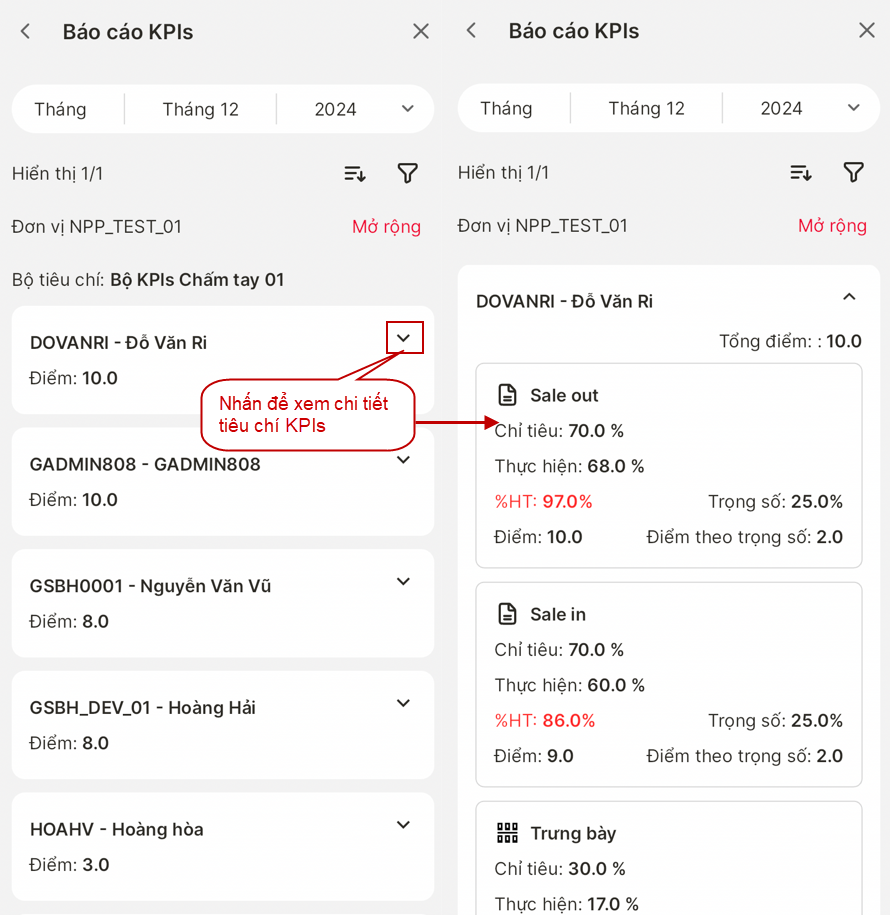 Báo cáo KPIs
Tháng Tháng 12 2024
Hiển thị 1/1
Đơn vị NPP_TEST_01 Mở rộng
Bộ tiêu chí: Bộ KPIs Chấm tay 01
DOVANRI - Đỗ Văn Ri
Điểm: 10.0
Nhấn để xem chi tiết
tiêu chí KPIs
GADMIN808 - GADMIN808
Điểm: 10.0
GSBH0001 - Nguyễn Văn Vũ
Điểm: 8.0
GSBH_DEV_01 - Hoàng Hải
Điểm: 8.0
HOAHV - Hoàng hòa
Điểm: 3.0
Báo cáo KPIs
Tháng Tháng 12 2024
Hiển thị 1/1
Đơn vị NPP_TEST_01 Mở rộng
DOVANRI - Đỗ Văn Ri
Tổng điểm: : 10.0
Sale out
Chỉ tiêu: 70.0 %
Thực hiện: 68.0 %
%HT: 97.0% Trọng số: 25.0%
Điểm: 10.0 Điểm theo trọng số: 2.0
Sale in
Chỉ tiêu: 70.0 %
Thực hiện: 60.0 %
%HT: 86.0% Trọng số: 25.0%
Điểm: 9.0 Điểm theo trọng số: 2.0
Trưng bày
Chỉ tiêu: 30.0 %
Thực hiện: 17.0 %